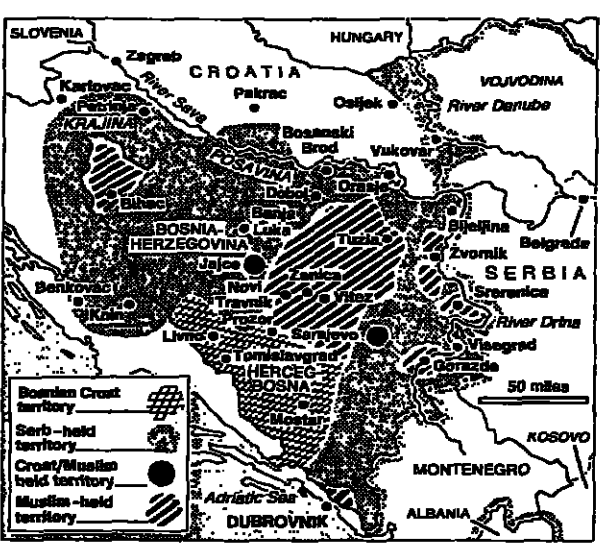 SLOVENIA
HUNGARY
Zagreb
CROATIA
VOJVODINA
Karlovac
River Sava
Pakrac
Osijek
River Danube
Petrinja
KRAJINA
Bosanski
Brod
Vukovar
POSAVINA
Orasje
Doboj
Bihac
Banja
Luka
Bijeljina
BOSNIA-
HERZEGOVINA
Tuzla
Belgrade
Zvornik
Jajce
SERBIA
Zenica
Benkovac
Novi
Travnik
Vitez
Srebrenica
Knin
Prozor
River Drina
Livno
Sarajevo
Visegrad
Tomislavgrad
Gorazde
HERCEG-
BOSNA
50 miles
Bosnian Croat
territory
Mostar
Serb-held
territory
KOSOVO
Croat/Muslim
held territory
MONTENEGRO
Muslim-held
territory
Adriatic Sea
DUBROVNIK
ALBANIA